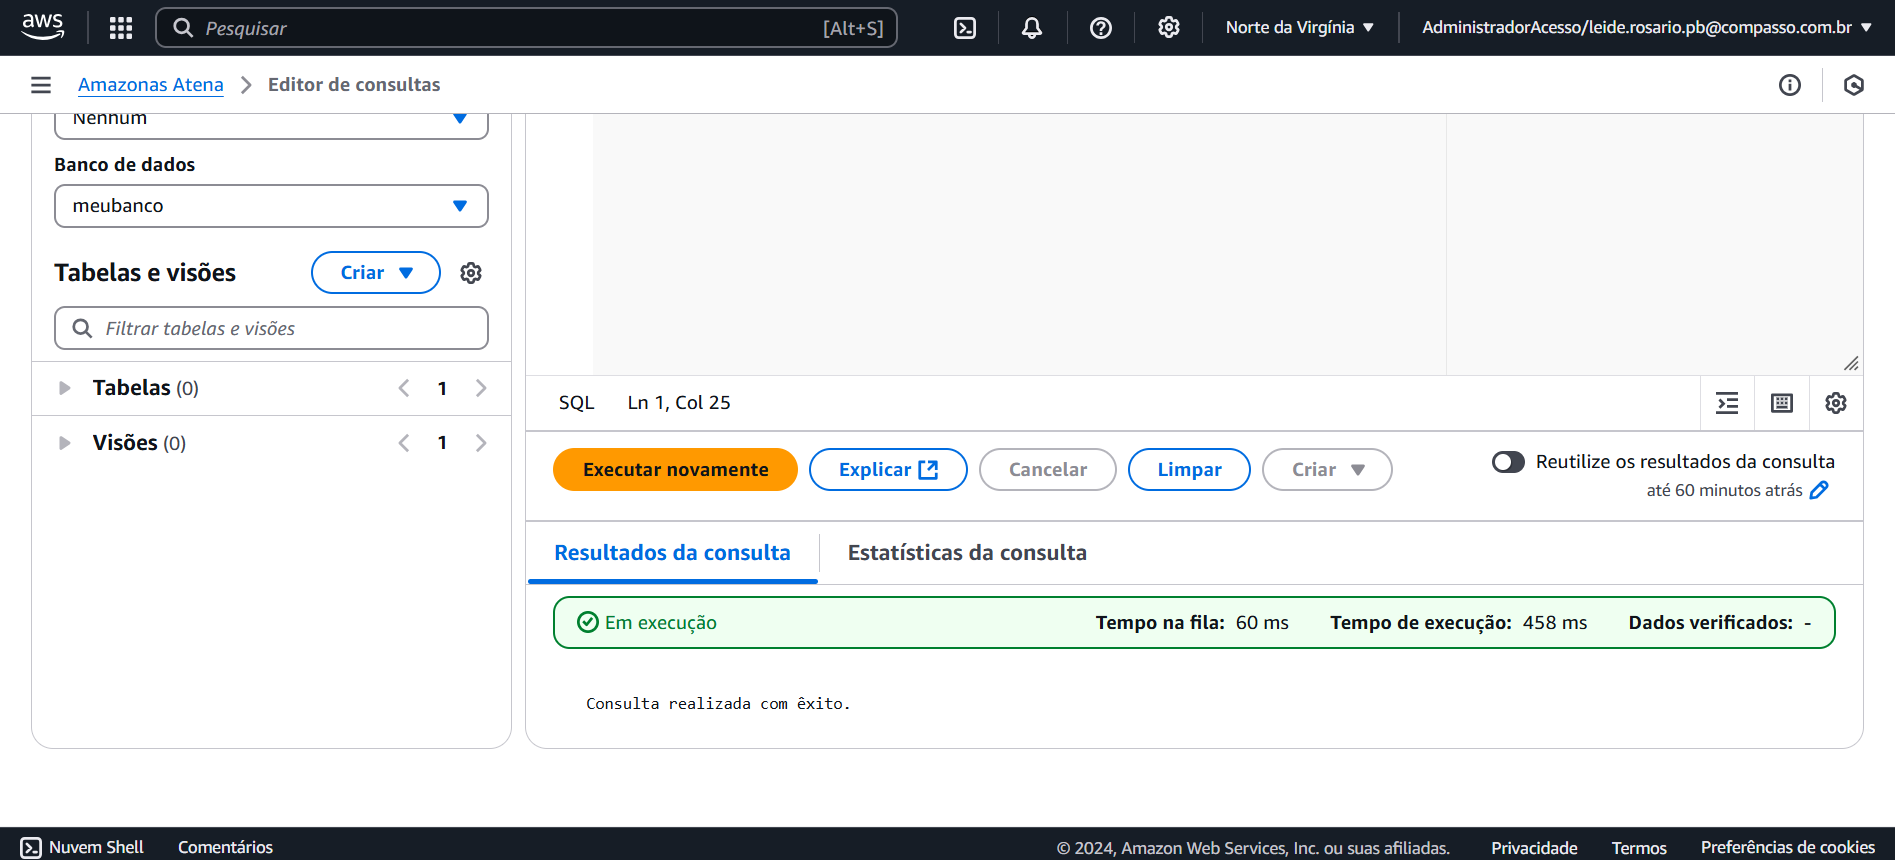 aws
Pesquisar [Alt+S]
Norte da Virgínia
AdministradorAcesso/leide.rosario.pb@compasso.com.br
Amazonas Atena
Editor de consultas
Nenhum
Banco de dados
meubanco
Tabelas e visões
Criar
Filtrar tabelas e visões
Tabelas (0) 1
Visões (0) 1
SQL Ln 1, Col 25
Executar novamente
Explicar
Cancelar
Limpar
Criar
Reutilize os resultados da consulta
até 60 minutos atrás
Resultados da consulta
Estatísticas da consulta
Em execução
Tempo na fila: 60 ms
Tempo de execução: 458 ms
Dados verificados: -
Consulta realizada com êxito.
Nuvem Shell
Comentários
© 2024, Amazon Web Services, Inc. ou suas afiliadas.
Privacidade
Termos
Preferências de cookies